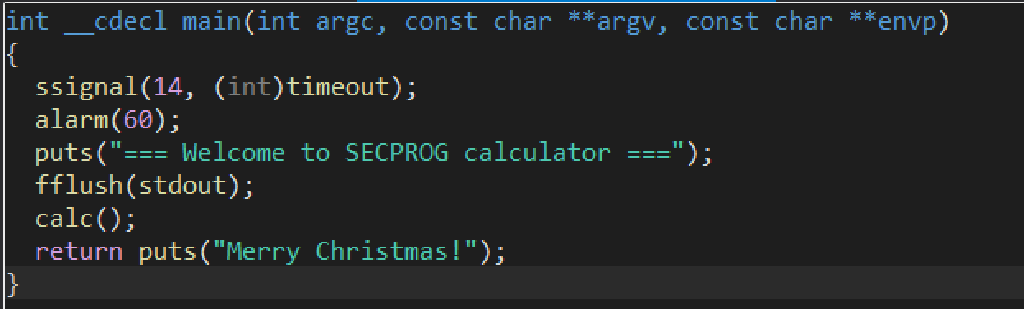 int __cdecl main(int argc, const char **argv, const char **envp)
{
  ssignal(14, (int)timeout);
  alarm(60);
  puts("=== Welcome to SECPROG calculator ===");
  fflush(stdout);
  calc();
  return puts("Merry Christmas!");
}